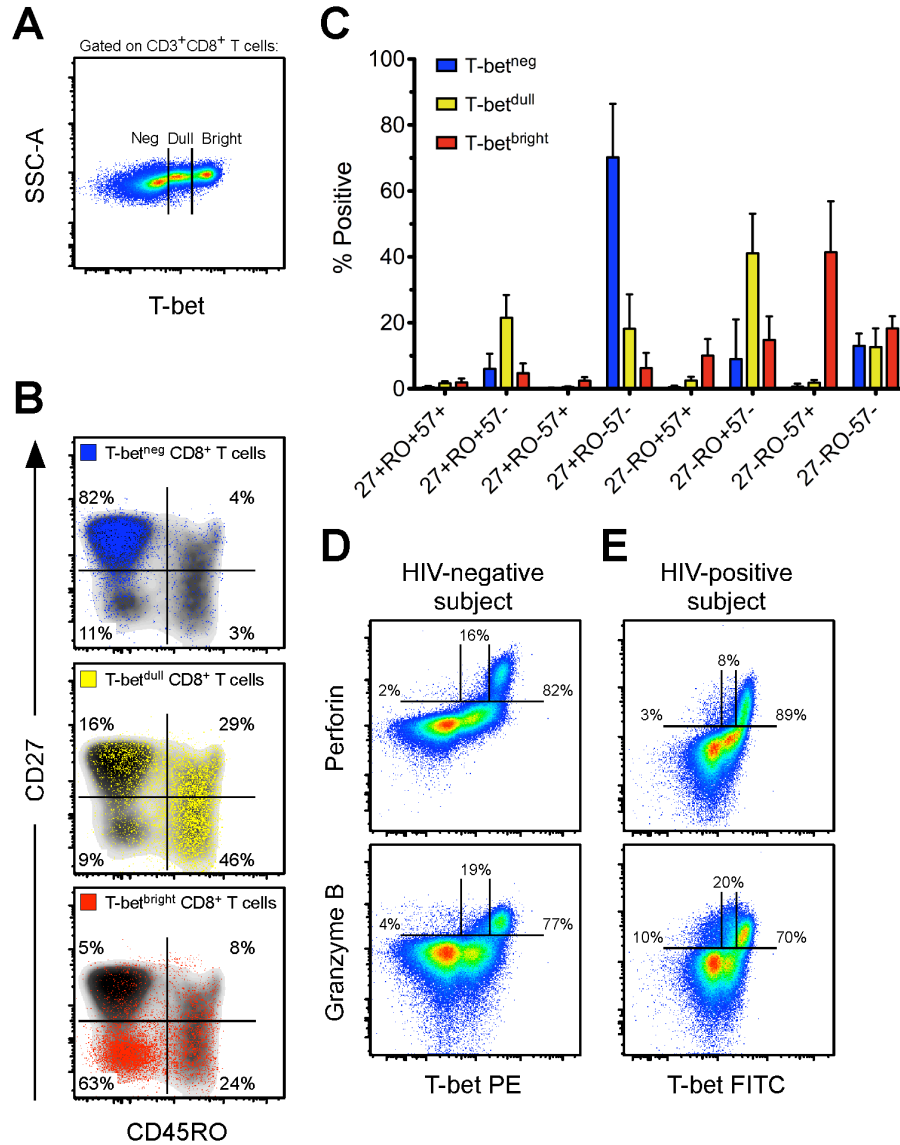 A
Gated on CD3⁺CD8⁺ T cells:
Neg Dull Bright
SSC-A
T-bet
B
T-betⁿᵉᵍ CD8⁺ T cells
82% 4%
11% 3%
T-betᵈᵘˡˡ CD8⁺ T cells
16% 29%
9% 46%
T-betᵇʳⁱᵍʰᵗ CD8⁺ T cells
5% 8%
63% 24%
CD27
CD45RO
C
100
80
60
40
20
0
% Positive
T-betⁿᵉᵍ
T-betᵈᵘˡˡ
T-betᵇʳⁱᵍʰᵗ
27+RO+57+
27+RO+57-
27+RO-57+
27+RO-57-
27-RO+57+
27-RO+57-
27-RO-57+
27-RO-57-
D
HIV-negative
subject
Perforin
16%
2% 82%
Granzyme B
19%
4% 77%
T-bet PE
E
HIV-positive
subject
8%
3% 89%
20%
10% 70%
T-bet FITC